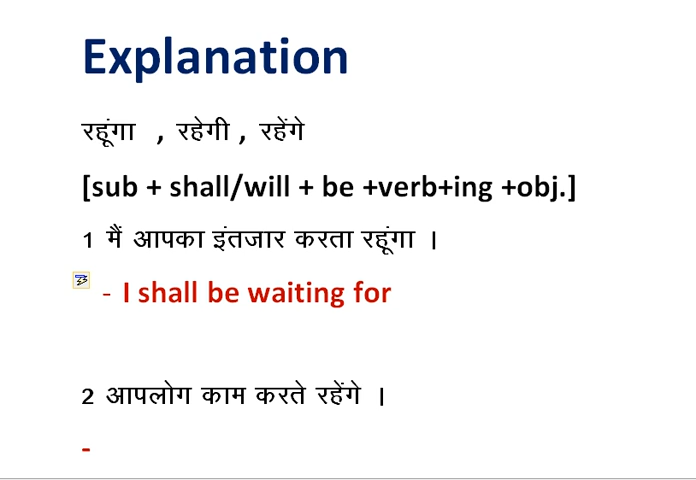 Explanation
रहूंगा , रहेगी , रहेंगे
[sub + shall/will + be +verb+ing +obj.]
1 मैं आपका इंतजार करता रहूंगा ।
- I shall be waiting for
2 आपलोग काम करते रहेंगे ।
-